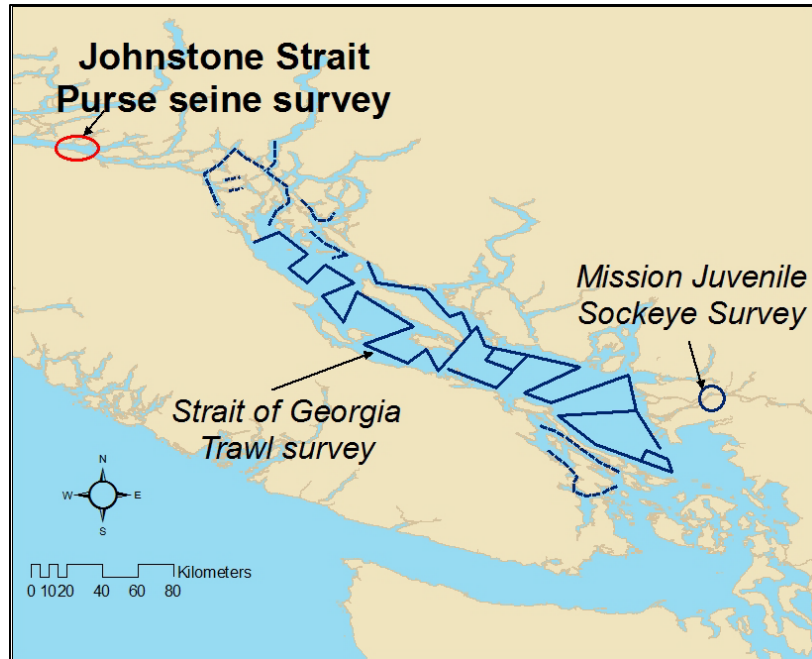 Johnstone Strait
Purse seine survey
Mission Juvenile
Sockeye Survey
Strait of Georgia
Trawl survey
N
W
E
S
Kilometers
0 10 20 40 60 80